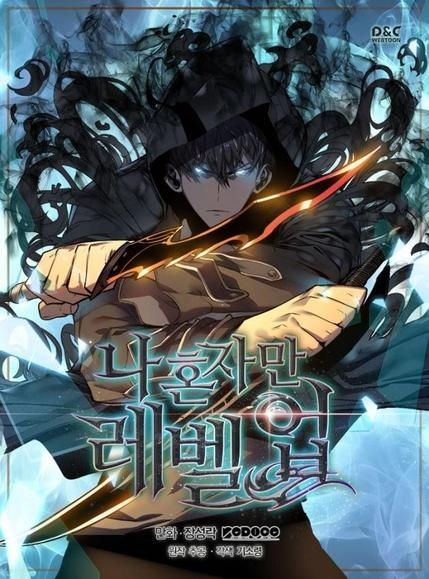 D&C
WEBTOON
나 혼자만
레벨업
만화·장성락 REDICE
원작 추공 · 각색 기소령